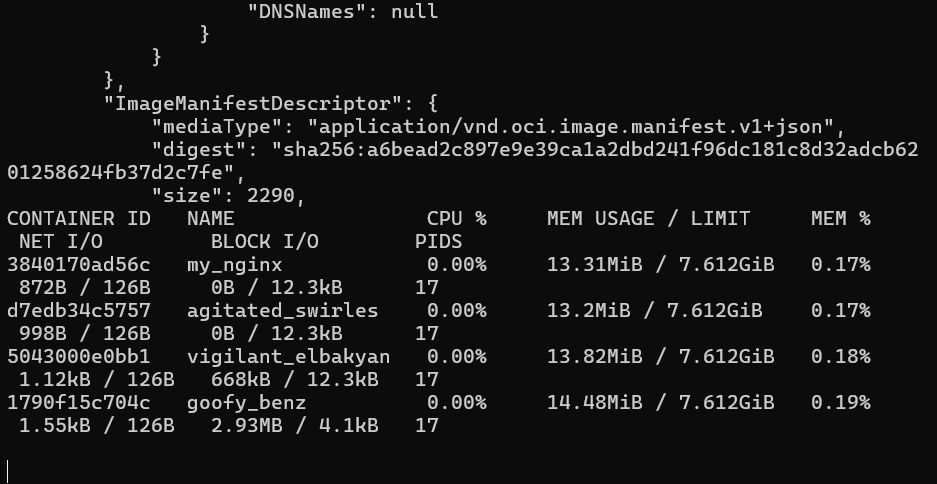 "DNSNames": null
}
}
},
"ImageManifestDescriptor": {
"mediaType": "application/vnd.oci.image.manifest.v1+json",
"digest": "sha256:a6bead2c897e9e39ca1a2dbd241f96dc181c8d32adcb62
01258624fb37d2c7fe",
"size": 2290,
CONTAINER ID   NAME                CPU %     MEM USAGE / LIMIT     MEM %
 NET I/O         BLOCK I/O        PIDS
3840170ad56c   my_nginx            0.00%     13.31MiB / 7.612GiB   0.17%
 872B / 126B     0B / 12.3kB      17
d7edb34c5757   agitated_swirles    0.00%     13.2MiB / 7.612GiB    0.17%
 998B / 126B     0B / 12.3kB      17
5043000e0bb1   vigilant_elbakyan   0.00%     13.82MiB / 7.612GiB   0.18%
 1.12kB / 126B   668kB / 12.3kB   17
1790f15c704c   goofy_benz          0.00%     14.48MiB / 7.612GiB   0.19%
 1.55kB / 126B   2.93MB / 4.1kB   17